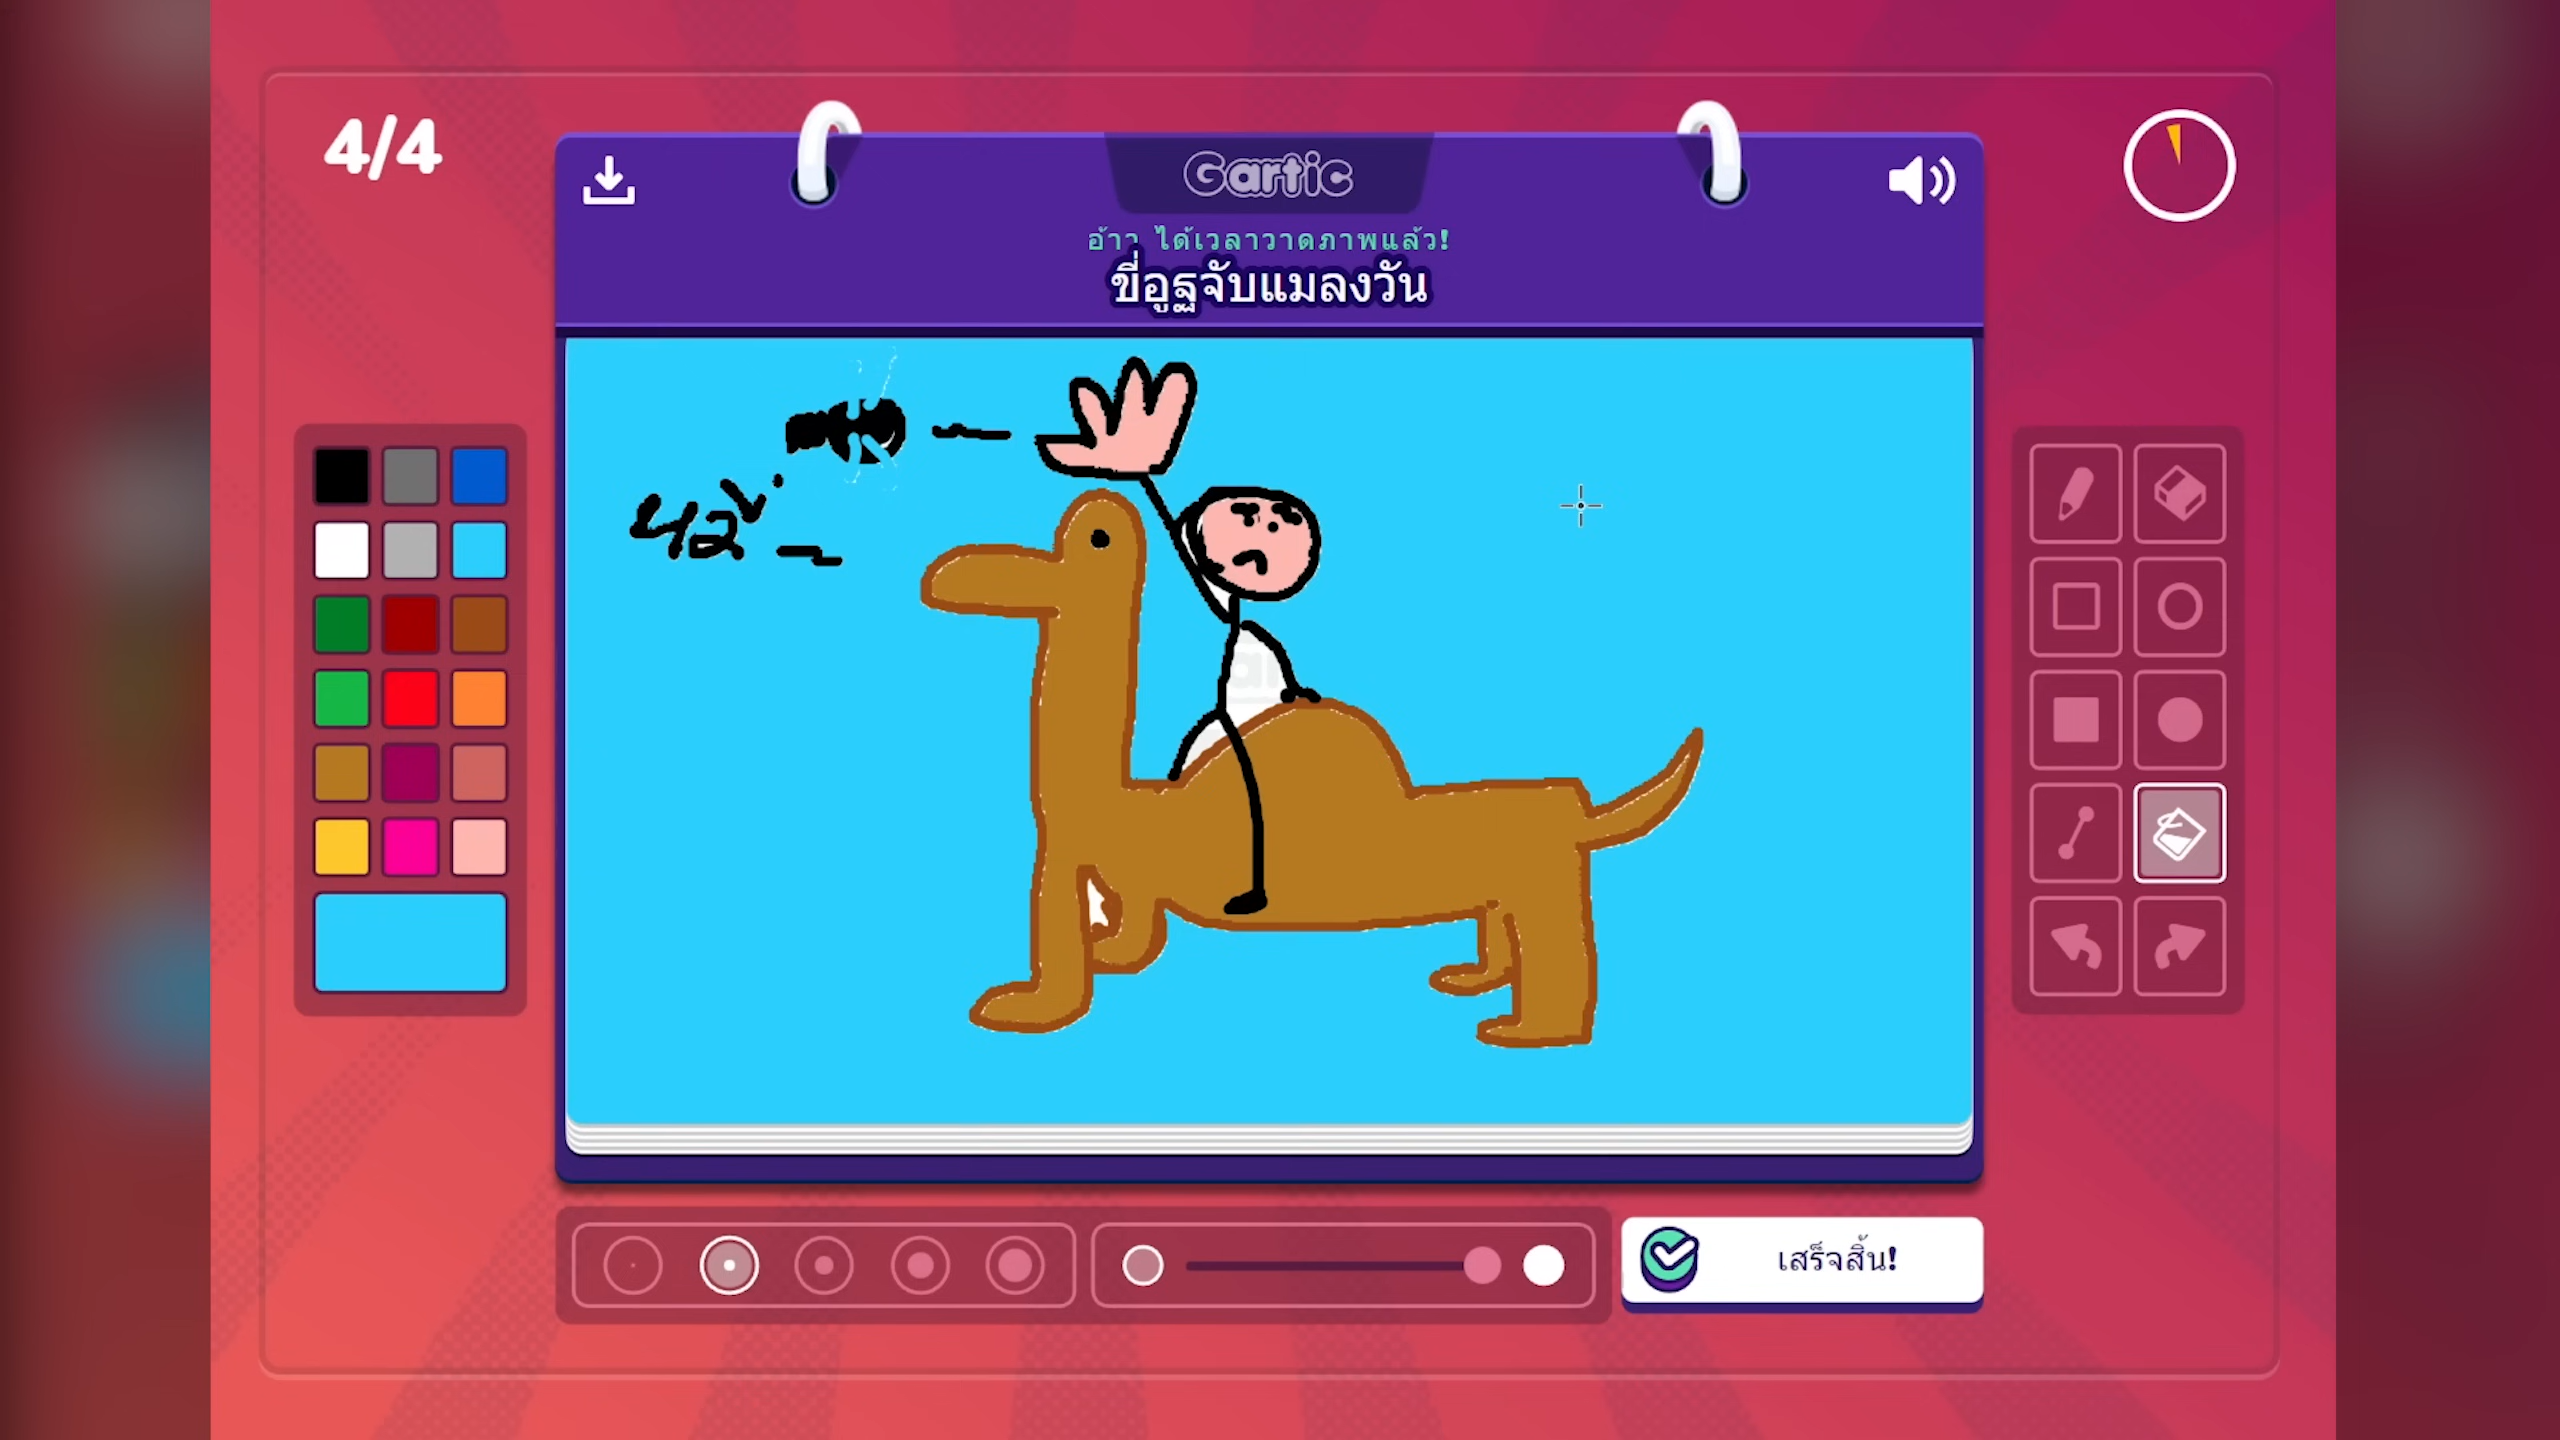 4/4
Gartic
อ้าว ได้เวลาวาดภาพแล้ว!
ขี่อูฐจับแมลงวัน
เสร็จสิ้น!